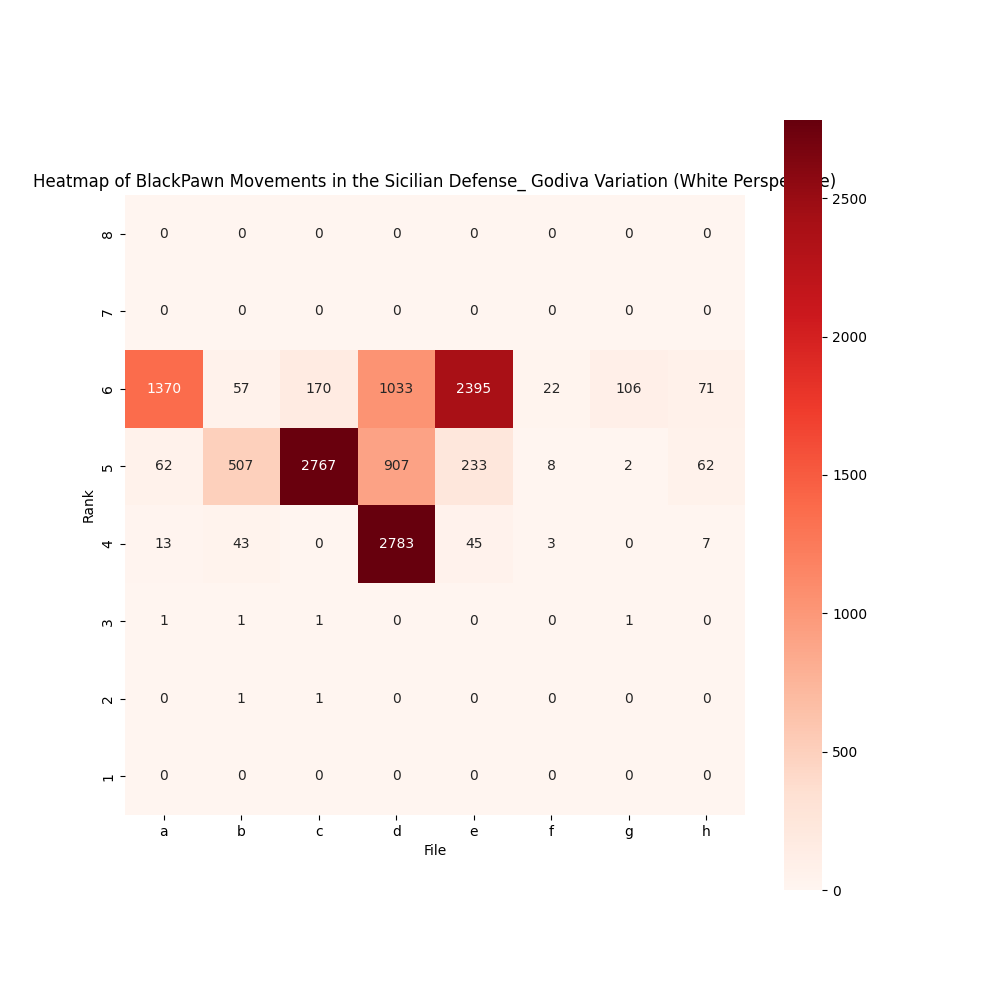 Heatmap of BlackPawn Movements in the Sicilian Defense_ Godiva Variation (White Perspective)
8 0 0 0 0 0 0 0 0
7 0 0 0 0 0 0 0 0
6 1370 57 170 1033 2395 22 106 71
5 62 507 2767 907 233 8 2 62
4 13 43 0 2783 45 3 0 7
3 1 1 1 0 0 0 1 0
2 0 1 1 0 0 0 0 0
1 0 0 0 0 0 0 0 0
a b c d e f g h
File
Rank
2500
2000
1500
1000
500
0